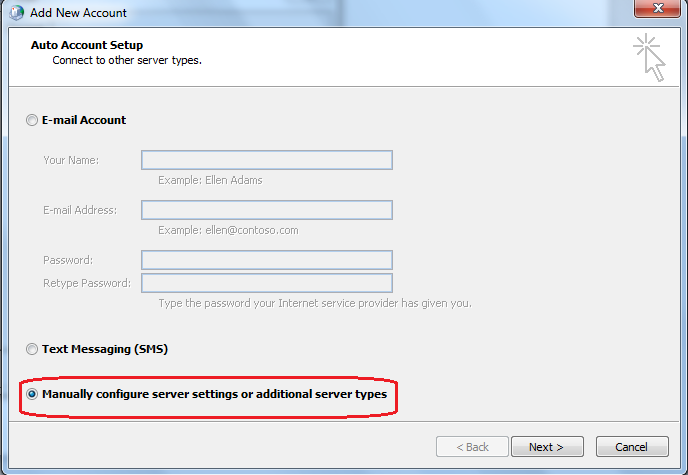 Add New Account
Auto Account Setup
Connect to other server types.
E-mail Account
Your Name:
Example: Ellen Adams
E-mail Address:
Example: ellen@contoso.com
Password:
Retype Password:
Type the password your Internet service provider has given you.
Text Messaging (SMS)
Manually configure server settings or additional server types
< Back Next > Cancel